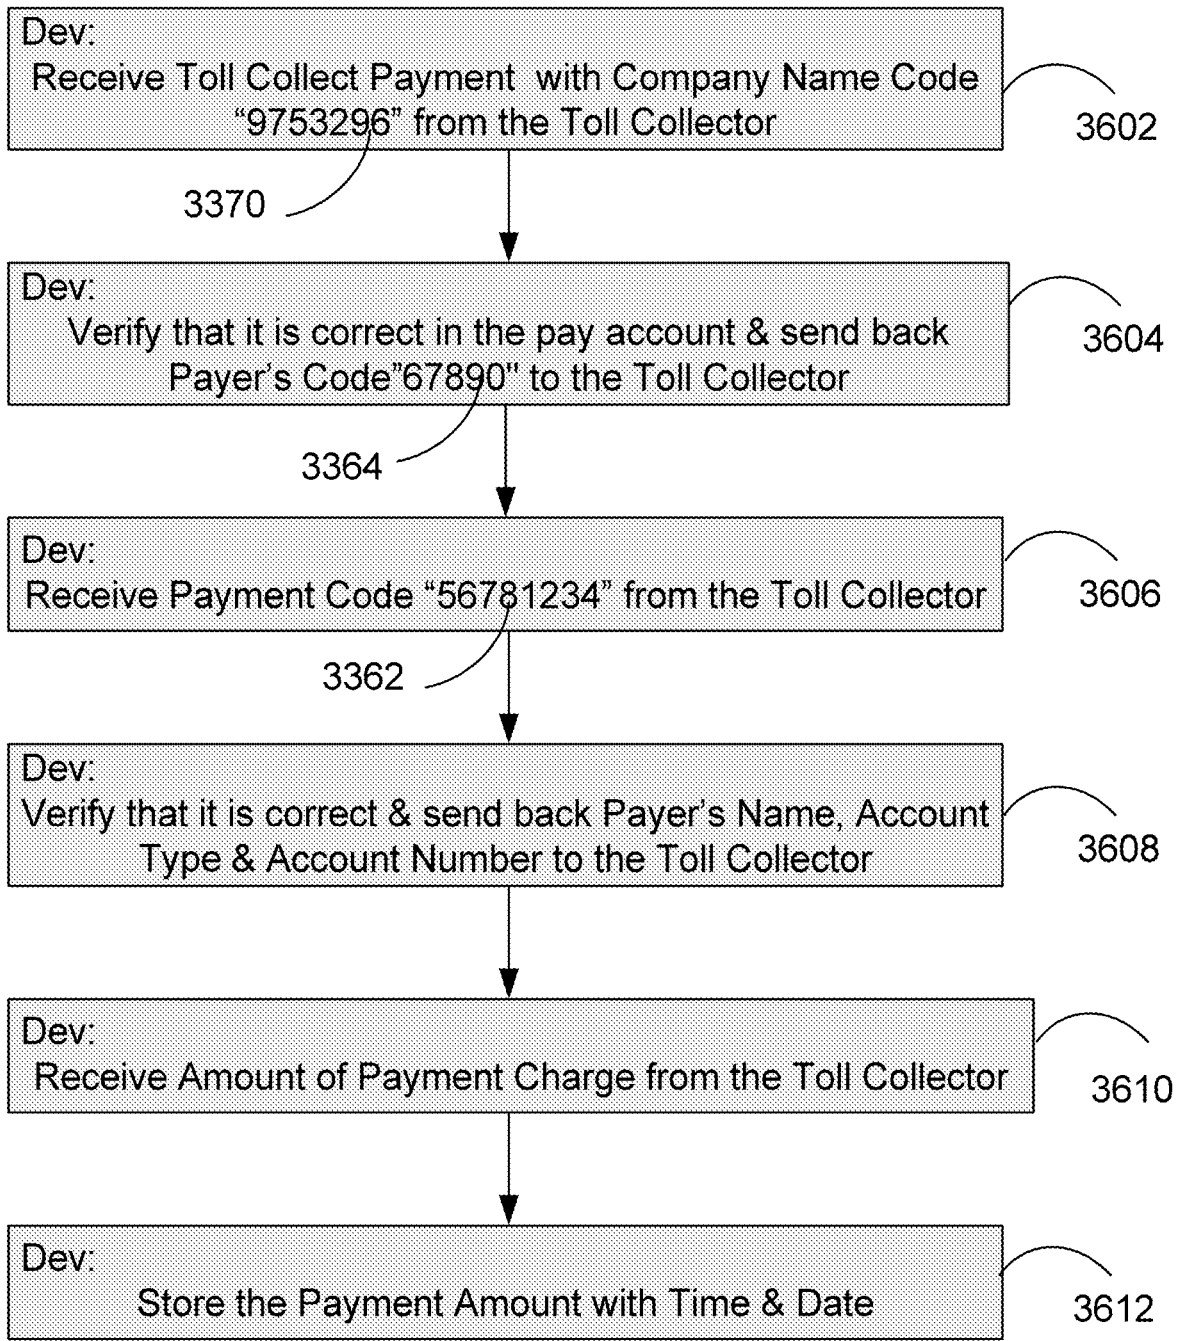 Dev:
Receive Toll Collect Payment with Company Name Code
“9753296” from the Toll Collector
3602
3370
Dev:
Verify that it is correct in the pay account & send back
Payer’s Code”67890" to the Toll Collector
3604
3364
Dev:
Receive Payment Code “56781234” from the Toll Collector
3606
3362
Dev:
Verify that it is correct & send back Payer’s Name, Account
Type & Account Number to the Toll Collector
3608
Dev:
Receive Amount of Payment Charge from the Toll Collector
3610
Dev:
Store the Payment Amount with Time & Date
3612